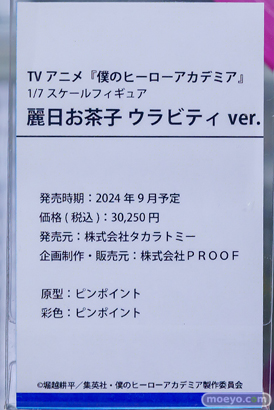 TV アニメ『僕のヒーローアカデミア』
1/7 スケールフィギュア
麗日お茶子 ウラビティ ver.
発売時期：2024 年 9 月予定
価格 ( 税込 )：30,250 円
発売元：株式会社タカラトミー
企画制作・販売元：株式会社ＰＲＯＯＦ
原型：ピンポイント
彩色：ピンポイント
©堀越耕平／集英社・僕のヒーローアカデミア製作委員会
moeyo.com